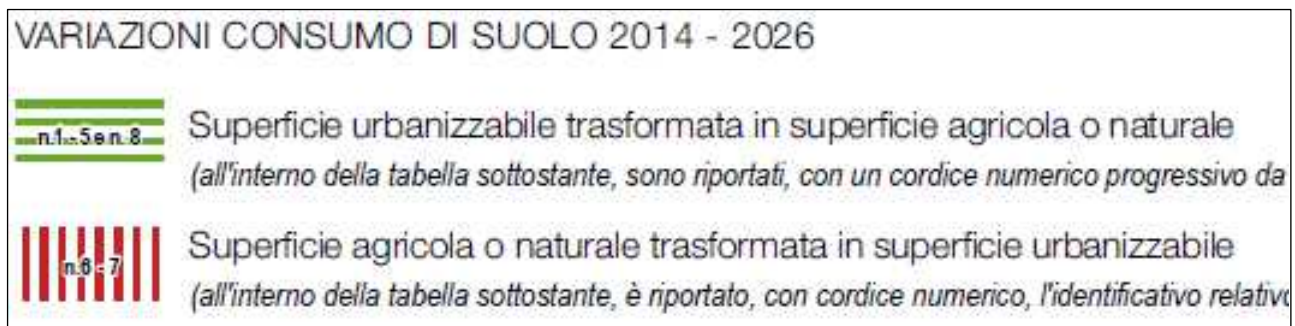 VARIAZIONI CONSUMO DI SUOLO 2014 - 2026
n.1.-5 e n. 8
Superficie urbanizzabile trasformata in superficie agricola o naturale
(all'interno della tabella sottostante, sono riportati, con un cordice numerico progressivo da
n.6 - 7
Superficie agricola o naturale trasformata in superficie urbanizzabile
(all'interno della tabella sottostante, è riportato, con cordice numerico, l'identificativo relativo